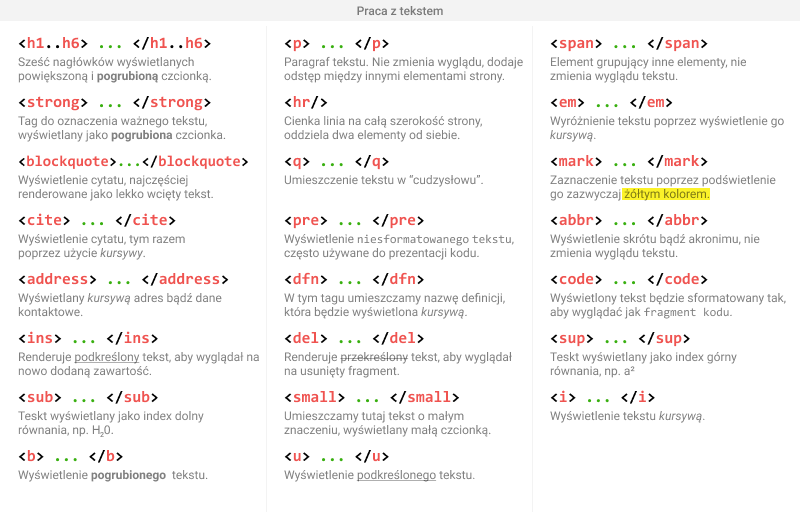 Praca z tekstem
<h1..h6> ... </h1..h6>
Sześć nagłówków wyświetlanych
powiększoną i pogrubioną czcionką.
<strong> ... </strong>
Tag do oznaczenia ważnego tekstu,
wyświetlany jako pogrubiona czcionka.
<blockquote>...</blockquote>
Wyświetlenie cytatu, najczęściej
renderowane jako lekko wcięty tekst.
<cite> ... </cite>
Wyświetlenie cytatu, tym razem
poprzez użycie kursywy.
<address> ... </address>
Wyświetlany kursywą adres bądź dane
kontaktowe.
<ins> ... </ins>
Renderuje podkreślony tekst, aby wyglądał na
nowo dodaną zawartość.
<sub> ... </sub>
Teskt wyświetlany jako index dolny
równania, np. H₂0.
<b> ... </b>
Wyświetlenie pogrubionego tekstu.
<p> ... </p>
Paragraf tekstu. Nie zmienia wyglądu, dodaje
odstęp między innymi elementami strony.
<hr/>
Cienka linia na całą szerokość strony,
oddziela dwa elementy od siebie.
<q> ... </q>
Umieszczenie tekstu w “cudzysłowu”.
<pre> ... </pre>
Wyświetlenie niesformatowanego tekstu,
często używane do prezentacji kodu.
<dfn> ... </dfn>
W tym tagu umieszczamy nazwę definicji,
która będzie wyświetlona kursywą.
<del> ... </del>
Renderuje przekreślony tekst, aby wyglądał
na usunięty fragment.
<small> ... </small>
Umieszczamy tutaj tekst o małym
znaczeniu, wyświetlany małą czcionką.
<u> ... </u>
Wyświetlenie podkreślonego tekstu.
<span> ... </span>
Element grupujący inne elementy, nie
zmienia wyglądu tekstu.
<em> ... </em>
Wyróżnienie tekstu poprzez wyświetlenie go
kursywą.
<mark> ... </mark>
Zaznaczenie tekstu poprzez podświetlenie
go zazwyczaj żółtym kolorem.
<abbr> ... </abbr>
Wyświetlenie skrótu bądź akronimu, nie
zmienia wyglądu tekstu.
<code> ... </code>
Wyświetlony tekst będzie sformatowany tak,
aby wyglądać jak fragment kodu.
<sup> ... </sup>
Teskt wyświetlany jako index górny
równania, np. a²
<i> ... </i>
Wyświetlenie tekstu kursywą.